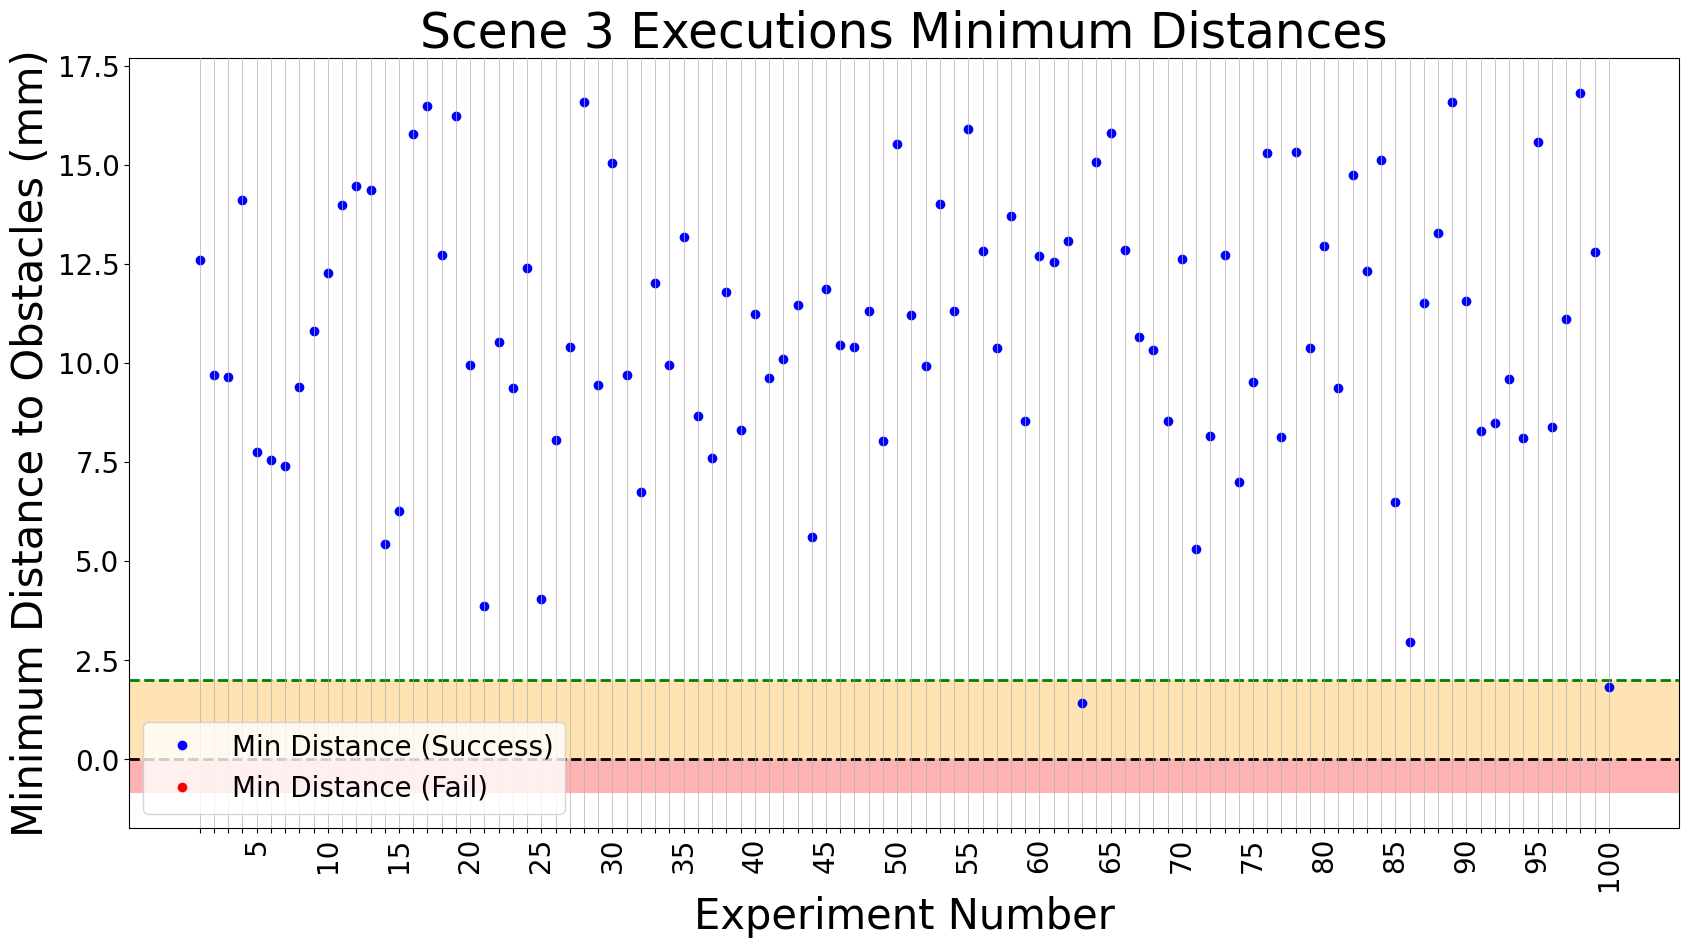 Scene 3 Executions Minimum Distances
Minimum Distance to Obstacles (mm)
17.5
15.0
12.5
10.0
7.5
5.0
2.5
0.0
Min Distance (Success)
Min Distance (Fail)
5 10 15 20 25 30 35 40 45 50 55 60 65 70 75 80 85 90 95 100
Experiment Number